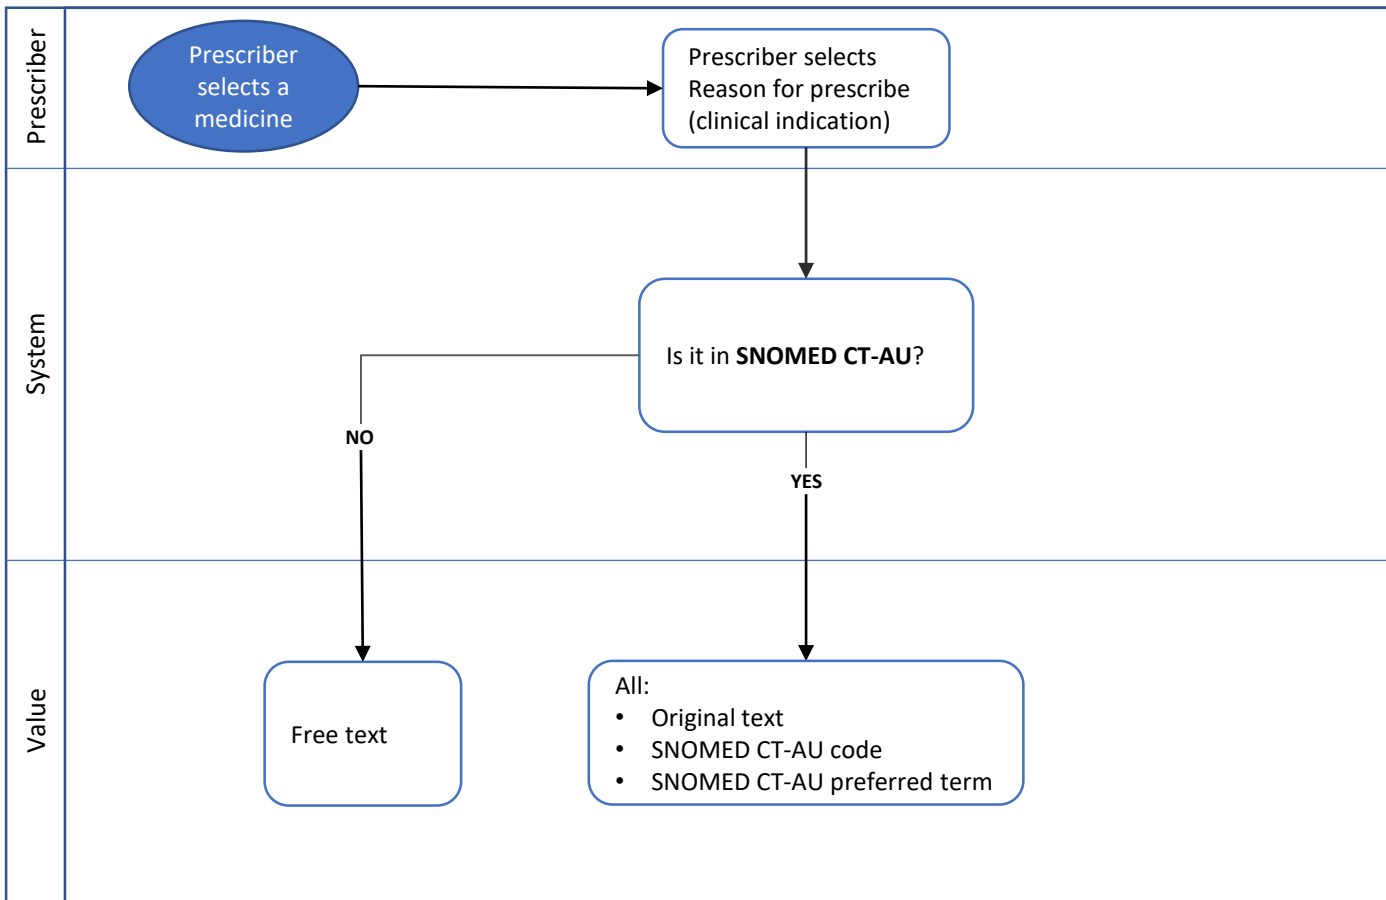 Prescriber
Prescriber
selects a
medicine
Prescriber selects
Reason for prescribe
(clinical indication)
System
Is it in SNOMED CT-AU?
NO
YES
Value
Free text
All:
• Original text
• SNOMED CT-AU code
• SNOMED CT-AU preferred term